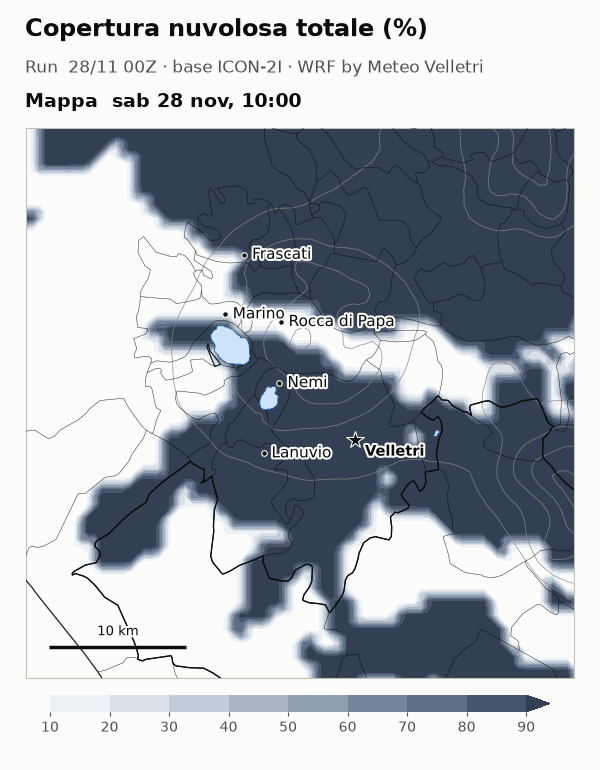 Copertura nuvolosa totale (%)
Run  28/11 00Z · base ICON-2I · WRF by Meteo Velletri
Mappa  sab 28 nov, 10:00
Frascati
Marino
Rocca di Papa
Nemi
Velletri
Lanuvio
10 km
10 20 30 40 50 60 70 80 90